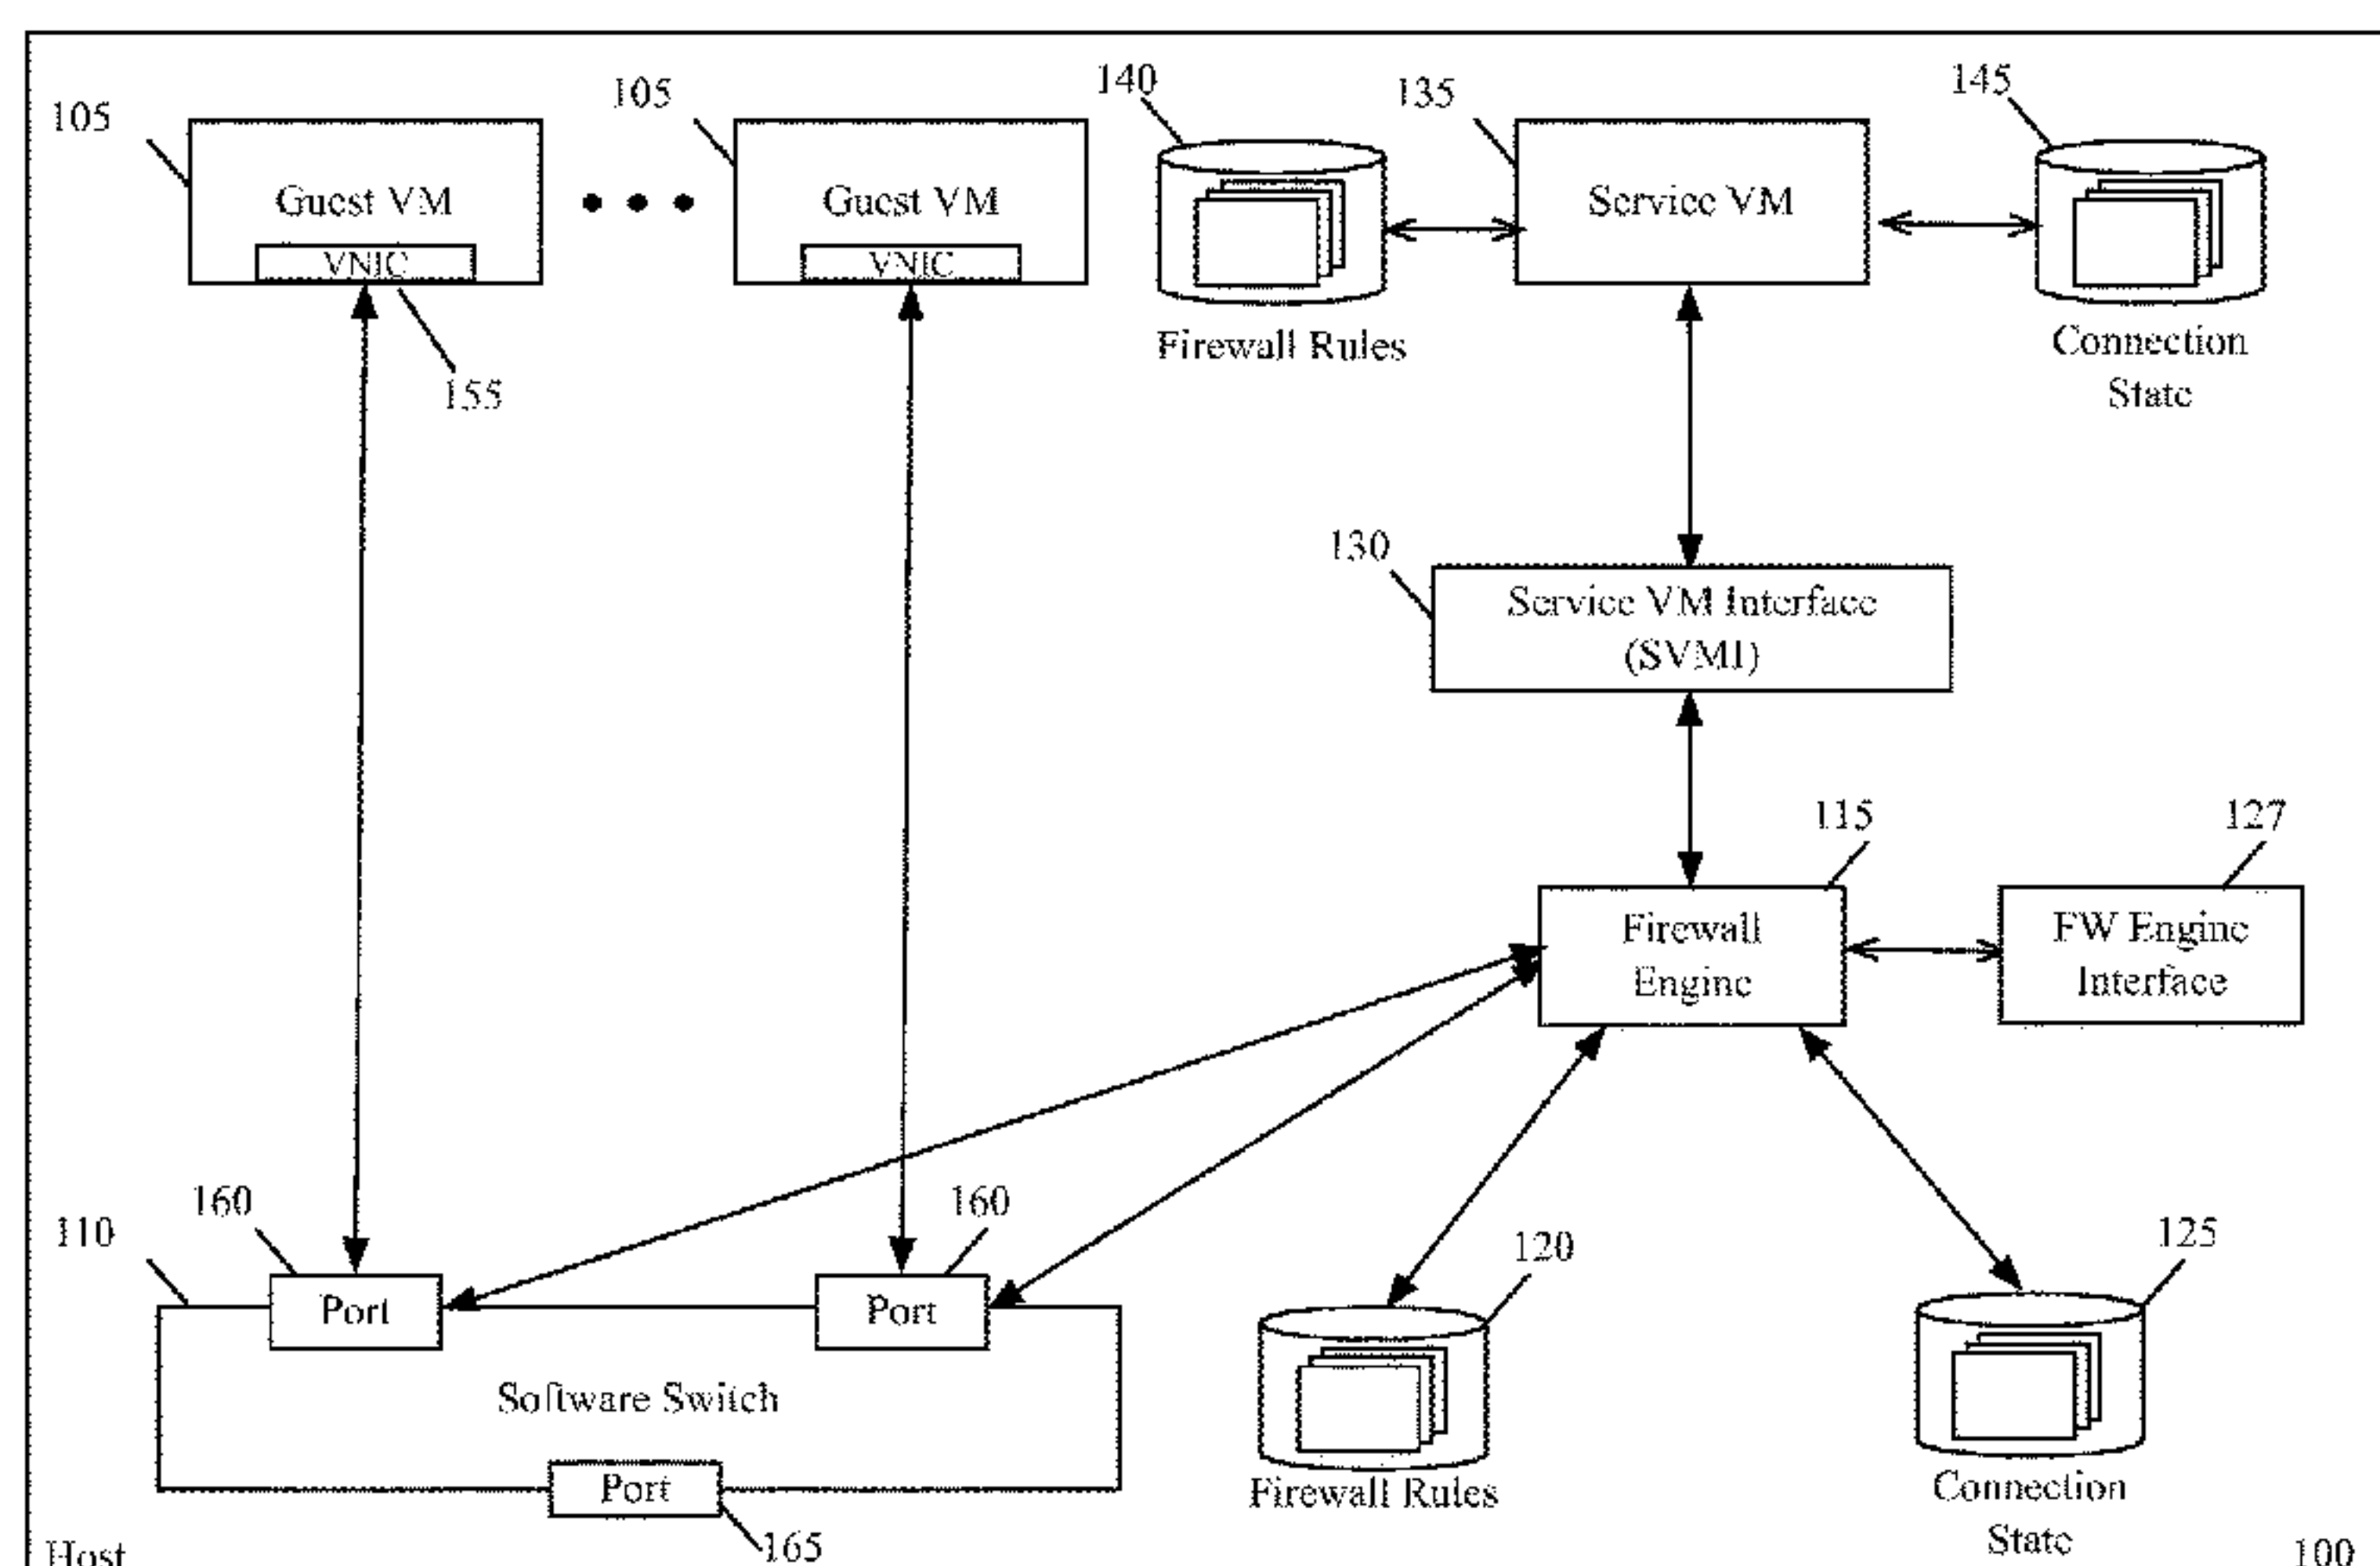 140
135
145
105
105
Guest VM
Guest VM
Service VM
VNIC
VNIC
Firewall Rules
Connection
State
155
130
Service VM Interface
(SVMI)
115
127
Firewall
Engine
FW Engine
Interface
160
160
110
120
125
Port
Port
Software Switch
Port
Firewall Rules
Connection
State
165
Host
100